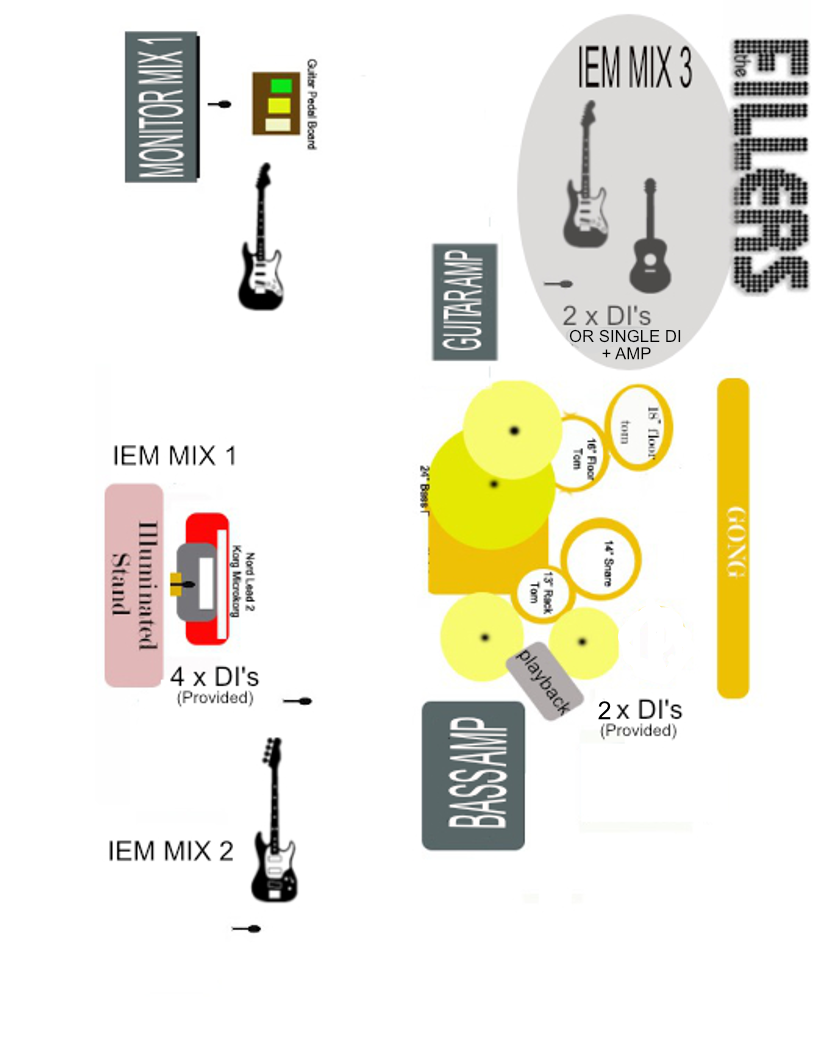 the
FILLERS
MONITOR MIX 1
Guitar Pedal Board
IEM MIX 3
2 x DI's
OR SINGLE DI
+ AMP
GUITAR AMP
18" floor
tom
16" Floor
Tom
24" Bass
14" Snare
13" Rack
Tom
GONG
IEM MIX 1
Illuminated
Stand
Nord Lead 2
Korg Microkorg
4 x DI's
(Provided)
playback
2 x DI's
(Provided)
BASS AMP
IEM MIX 2